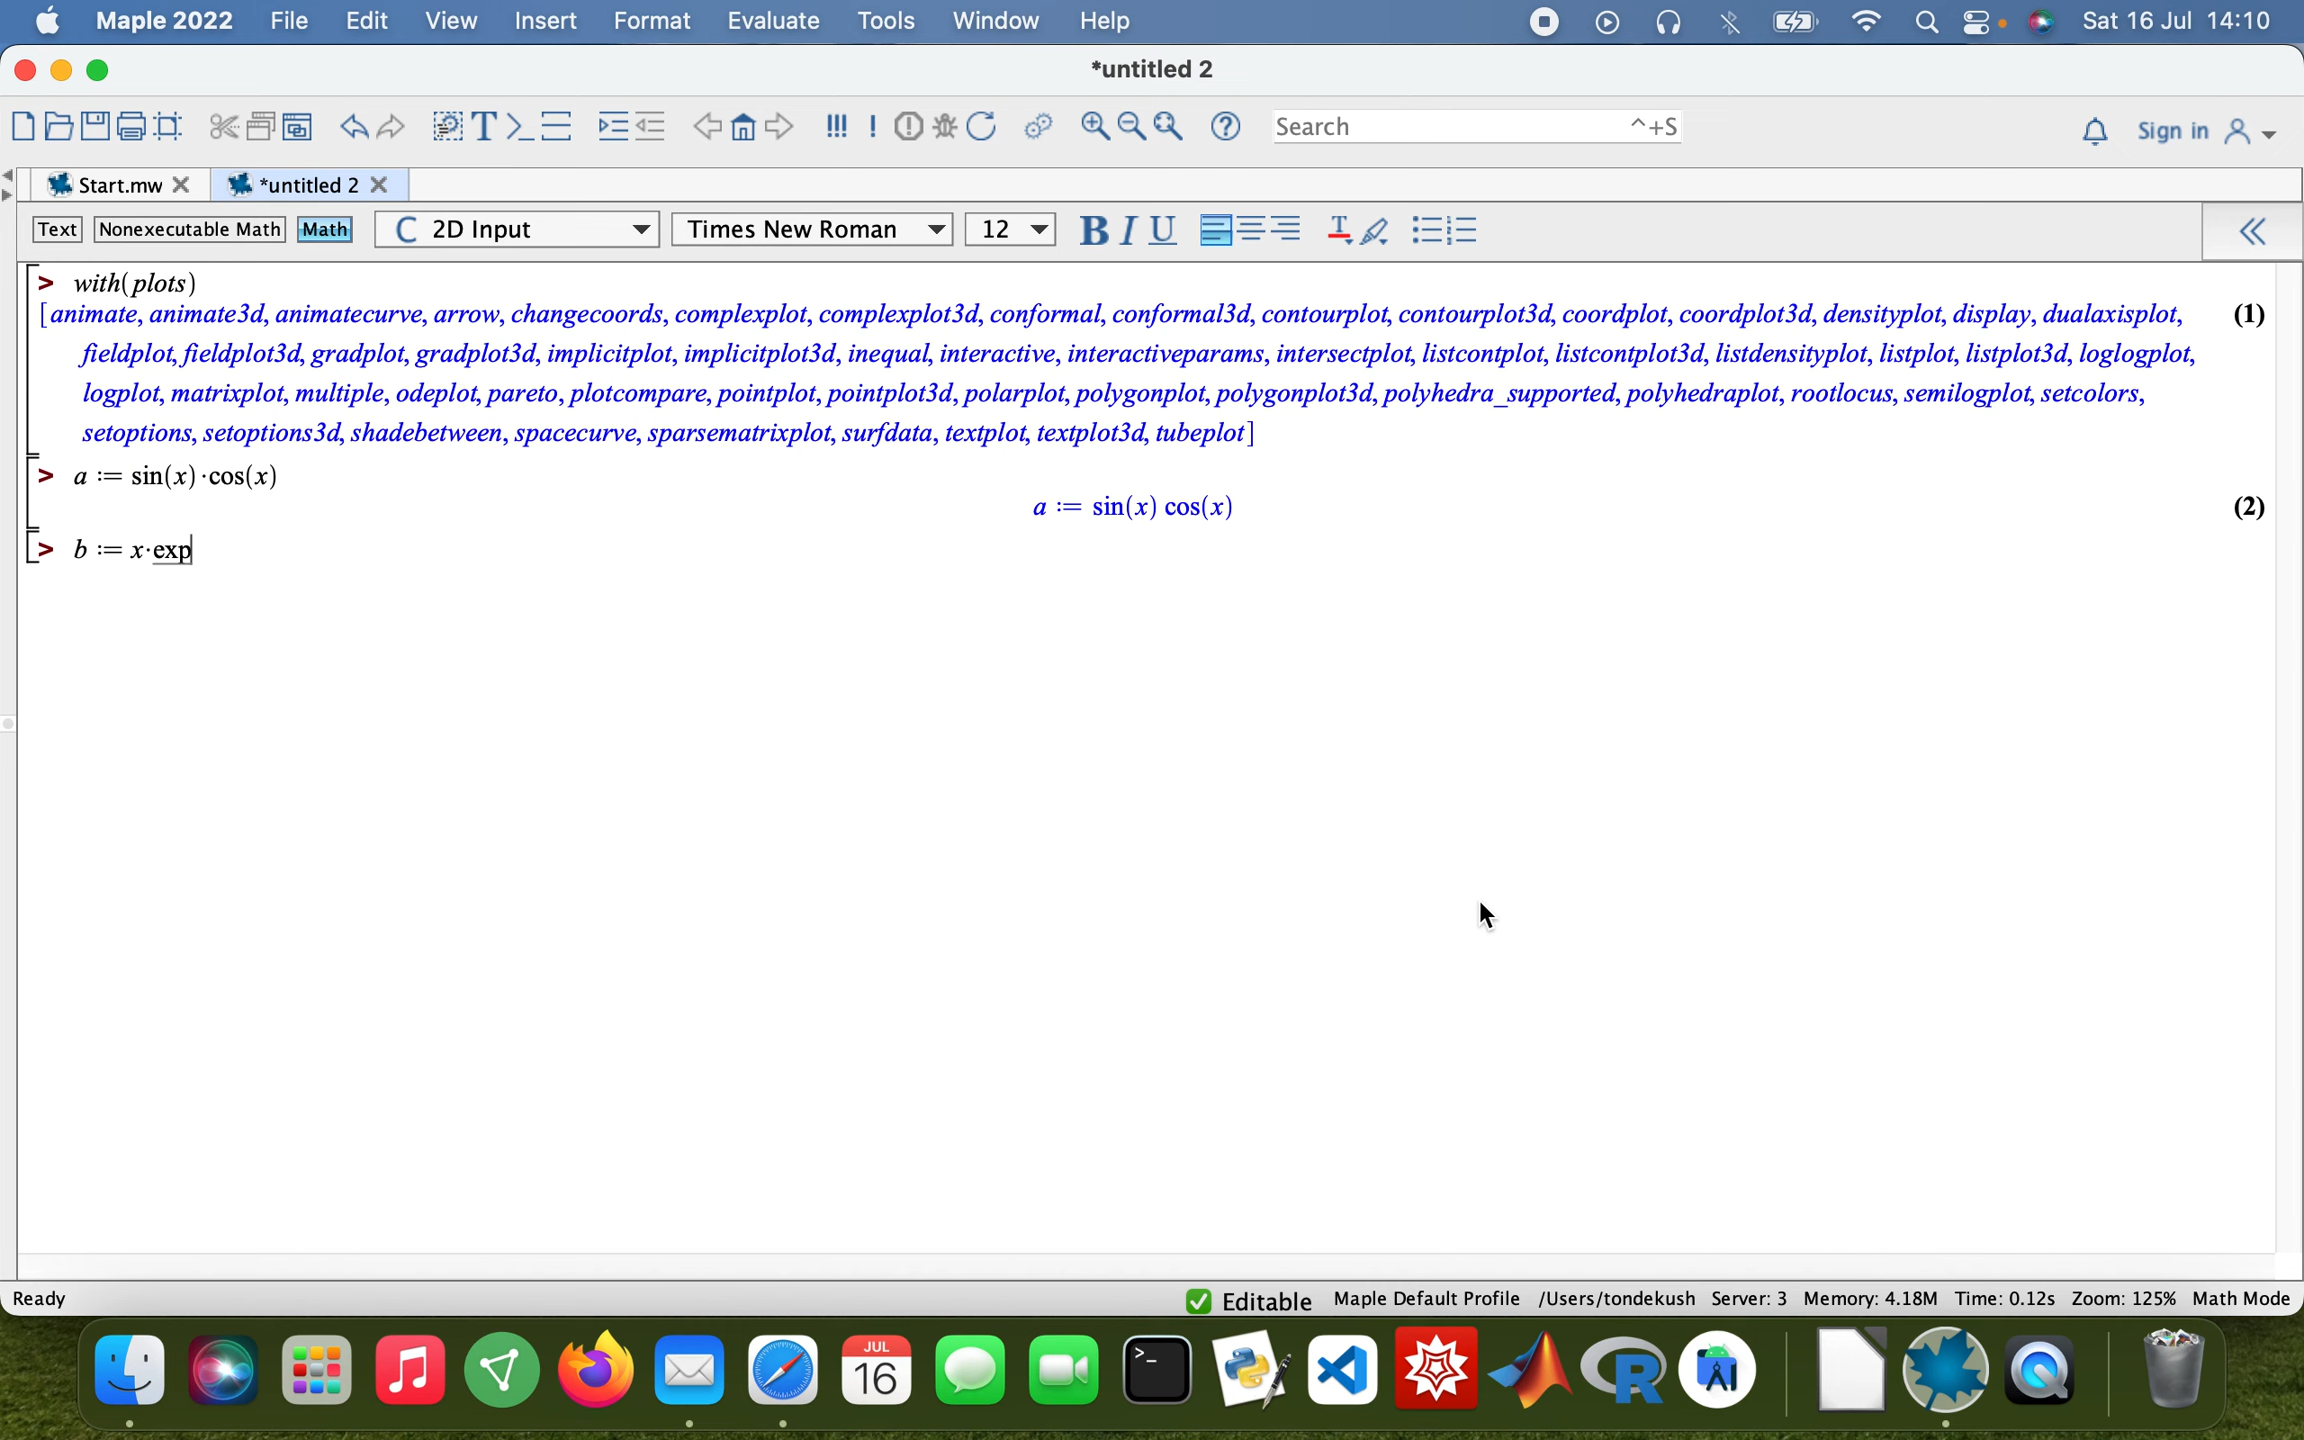 Maple 2022 File Edit View Insert Format Evaluate Tools Window Help Sat 16 Jul 14:10
*untitled 2
Search ^+S Sign in
Start.mw *untitled 2
Text Nonexecutable Math Math C 2D Input Times New Roman 12 B I U
> with(plots)
[animate, animate3d, animatecurve, arrow, changecoords, complexplot, complexplot3d, conformal, conformal3d, contourplot, contourplot3d, coordplot, coordplot3d, densityplot, display, dualaxisplot, (1)
fieldplot, fieldplot3d, gradplot, gradplot3d, implicitplot, implicitplot3d, inequal, interactive, interactiveparams, intersectplot, listcontplot, listcontplot3d, listdensityplot, listplot, listplot3d, loglogplot,
logplot, matrixplot, multiple, odeplot, pareto, plotcompare, pointplot, pointplot3d, polarplot, polygonplot, polygonplot3d, polyhedra_supported, polyhedraplot, rootlocus, semilogplot, setcolors,
setoptions, setoptions3d, shadebetween, spacecurve, sparsematrixplot, surfdata, textplot, textplot3d, tubeplot]
> a := sin(x)·cos(x)
a := sin(x) cos(x) (2)
> b := x·exp
Ready Editable Maple Default Profile /Users/tondekush Server: 3 Memory: 4.18M Time: 0.12s Zoom: 125% Math Mode
JUL
16